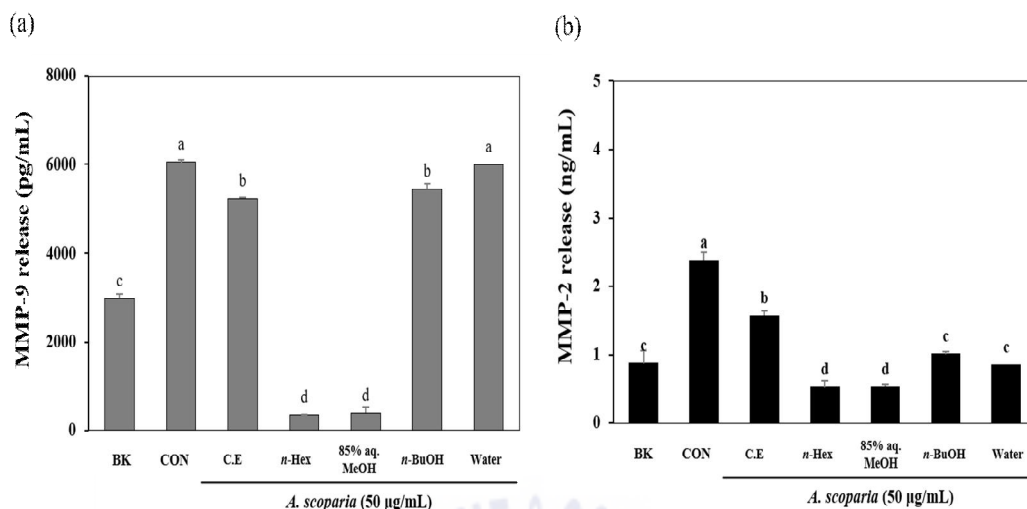 (a)
MMP-9 release (pg/mL)
8000
6000
4000
2000
0
c
a
b
d
d
b
a
BK CON C.E n-Hex 85% aq. MeOH n-BuOH Water
A. scoparia (50 μg/mL)
(b)
MMP-2 release (ng/mL)
5
4
3
2
1
0
c
a
b
d
d
c
c
BK CON C.E n-Hex 85% aq. MeOH n-BuOH Water
A. scoparia (50 μg/mL)